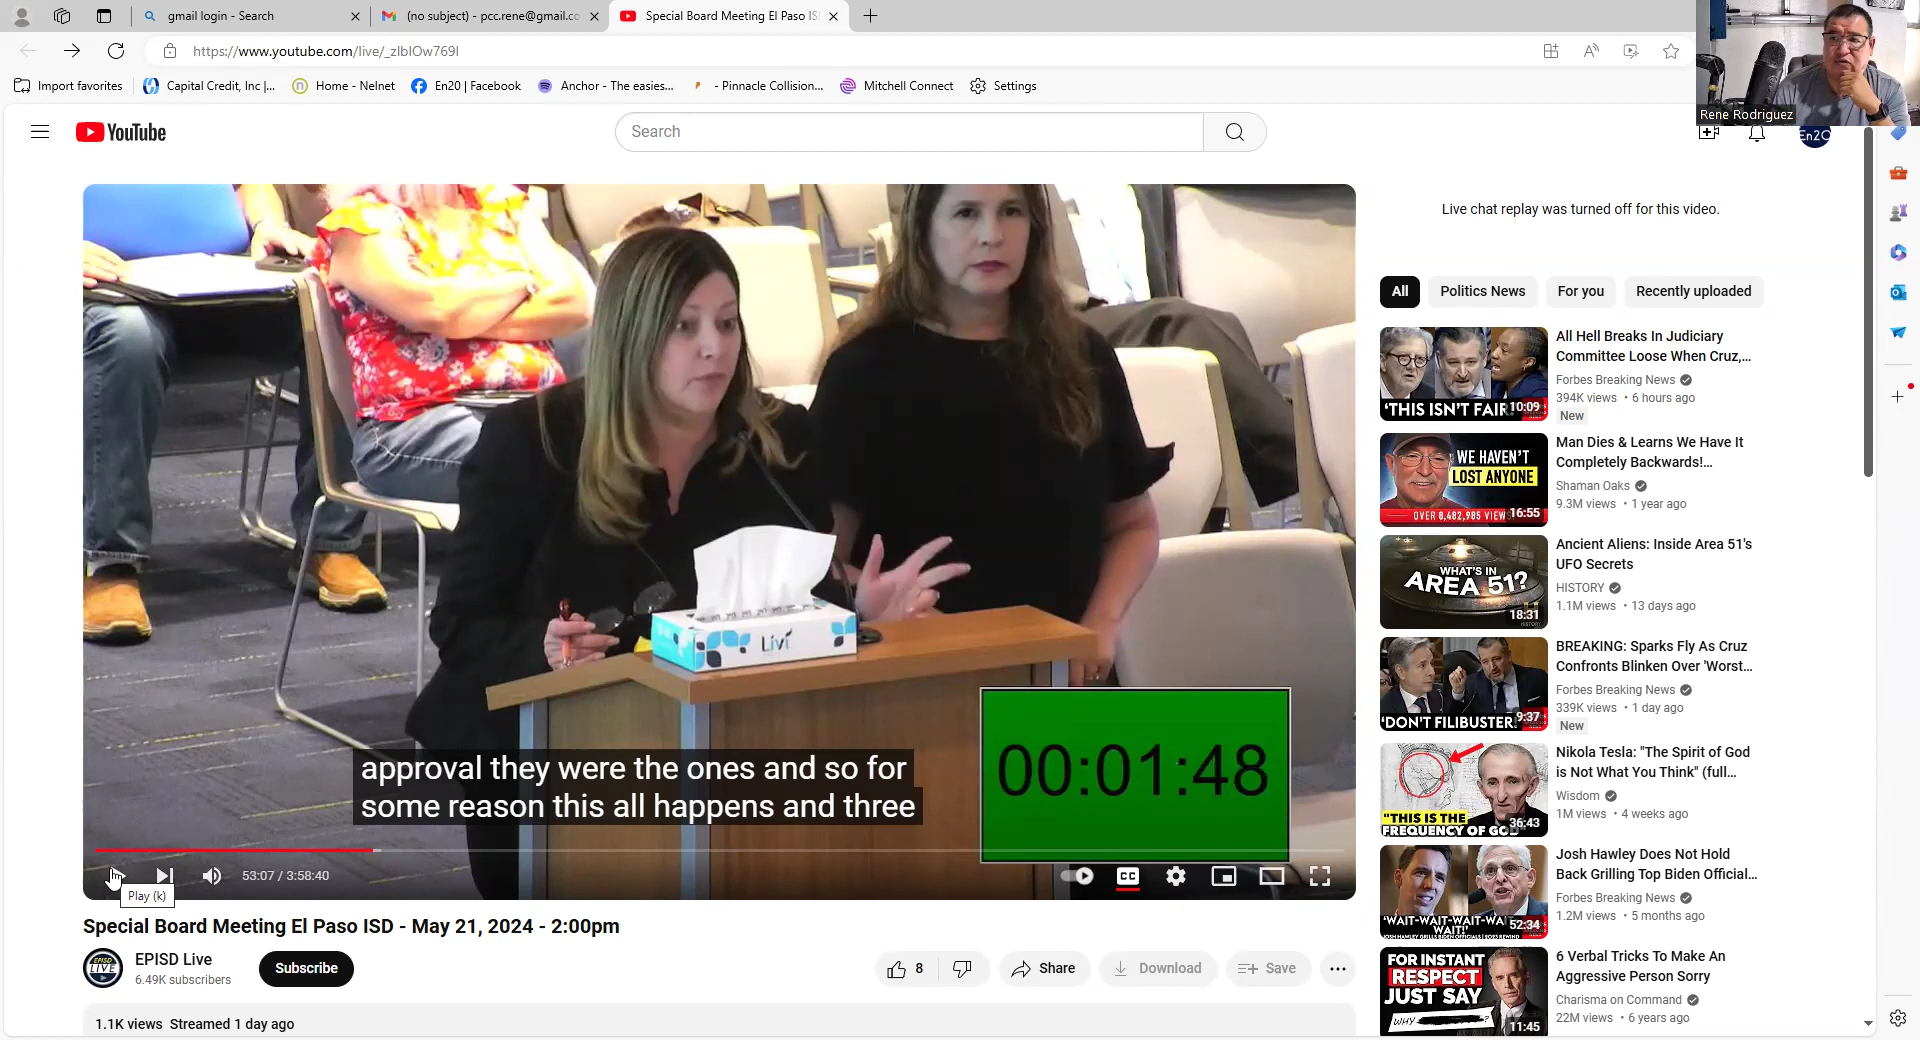 gmail login - Search
(no subject) - pcc.rene@gmail.co
Special Board Meeting El Paso IS
https://www.youtube.com/live/_zlbIOw769I
Import favorites
Capital Credit, Inc |...
Home - Nelnet
En20 | Facebook
Anchor - The easies...
- Pinnacle Collision...
Mitchell Connect
Settings
Rene Rodriguez
YouTube
Search
En20
Live chat replay was turned off for this video.
All
Politics News
For you
Recently uploaded
Livi
00:01:48
approval they were the ones and so for
some reason this all happens and three
53:07 / 3:58:40
CC
Play (k)
Special Board Meeting El Paso ISD - May 21, 2024 - 2:00pm
EPISD
LIVE
EPISD Live
6.49K subscribers
Subscribe
8
Share
Download
Save
1.1K views Streamed 1 day ago
'THIS ISN'T FAIR
10:09
All Hell Breaks In Judiciary
Committee Loose When Cruz,...
Forbes Breaking News
394K views • 6 hours ago
New
WE HAVEN'T
LOST ANYONE
OVER 8,482,985 VIEWS
16:55
Man Dies & Learns We Have It
Completely Backwards!...
Shaman Oaks
9.3M views • 1 year ago
WHAT'S IN
AREA 51?
18:31
HISTORY
Ancient Aliens: Inside Area 51's
UFO Secrets
HISTORY
1.1M views • 13 days ago
'DON'T FILIBUSTER!
9:37
BREAKING: Sparks Fly As Cruz
Confronts Blinken Over 'Worst...
Forbes Breaking News
339K views • 1 day ago
New
"THIS IS THE
FREQUENCY OF GOD"
36:43
Nikola Tesla: "The Spirit of God
is Not What You Think" (full...
Wisdom
1M views • 4 weeks ago
'WAIT-WAIT-WAIT-WA
WAIT!'
52:34
Josh Hawley Does Not Hold
Back Grilling Top Biden Official...
Forbes Breaking News
1.2M views • 5 months ago
FOR INSTANT
RESPECT
JUST SAY
WHY
11:45
6 Verbal Tricks To Make An
Aggressive Person Sorry
Charisma on Command
22M views • 6 years ago